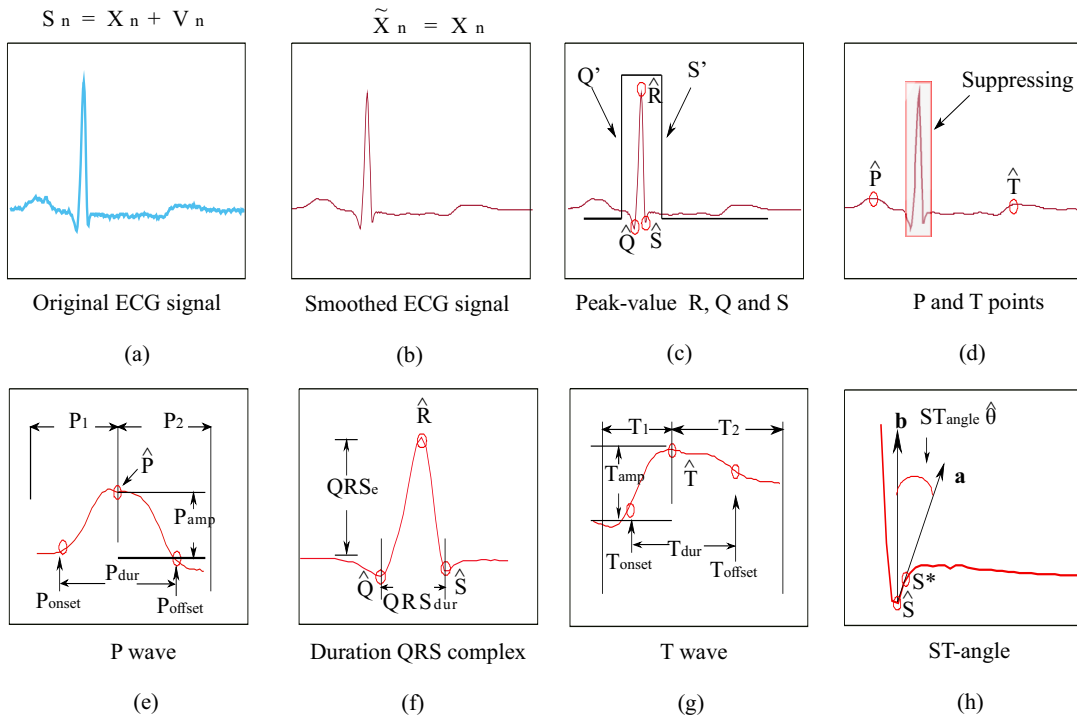 S n = X n + V n
X̃ n = X n
Q’
S’
R̂
Q̂
Ŝ
Suppressing
P̂
T̂
Original ECG signal
Smoothed ECG signal
Peak-value R, Q and S
P and T points
(a)
(b)
(c)
(d)
P1
P2
P̂
Pamp
Pdur
Ponset
Poffset
R̂
QRSe
Q̂
Ŝ
QRSdur
T1
T2
Tamp
T̂
Tonset
Tdur
Toffset
b
STangle θ̂
a
S*
Ŝ
P wave
Duration QRS complex
T wave
ST-angle
(e)
(f)
(g)
(h)